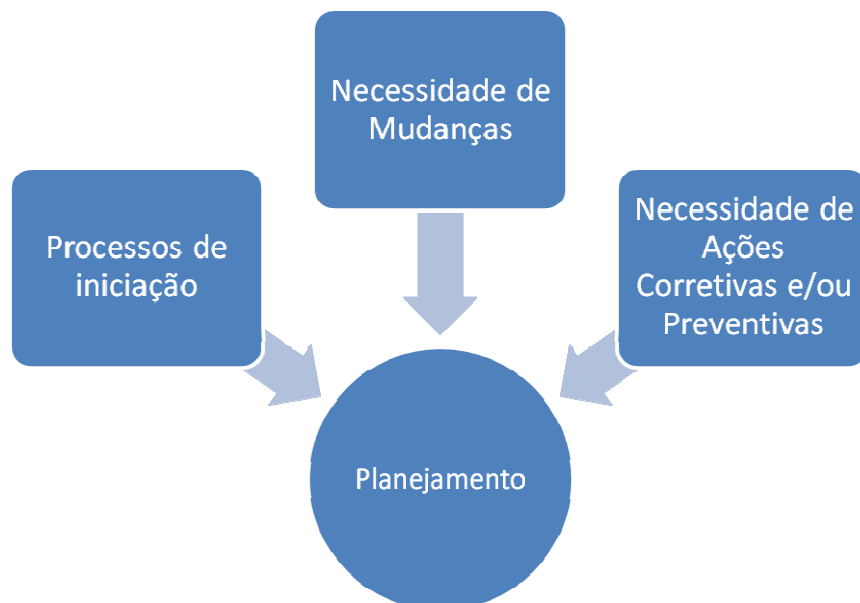 Necessidade de
Mudanças
Processos de
iniciação
Necessidade de
Ações
Corretivas e/ou
Preventivas
Planejamento